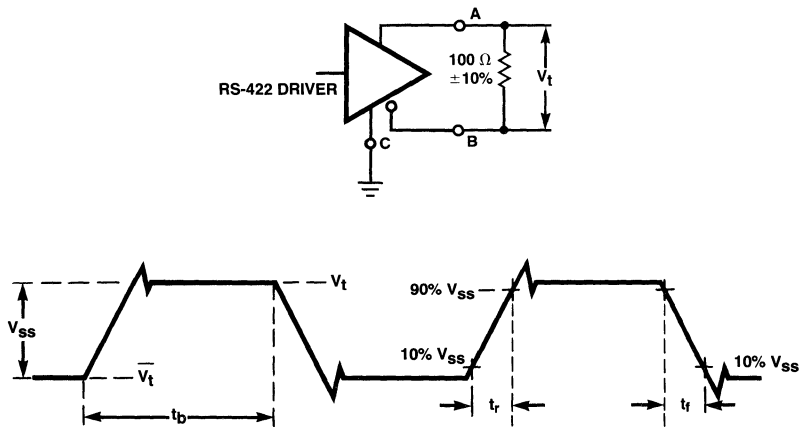 A
100 Ω
±10%
Vt
RS-422 DRIVER
B
C
Vt
90% Vss
Vss
10% Vss
10% Vss
V̅t
tb
tr
tf